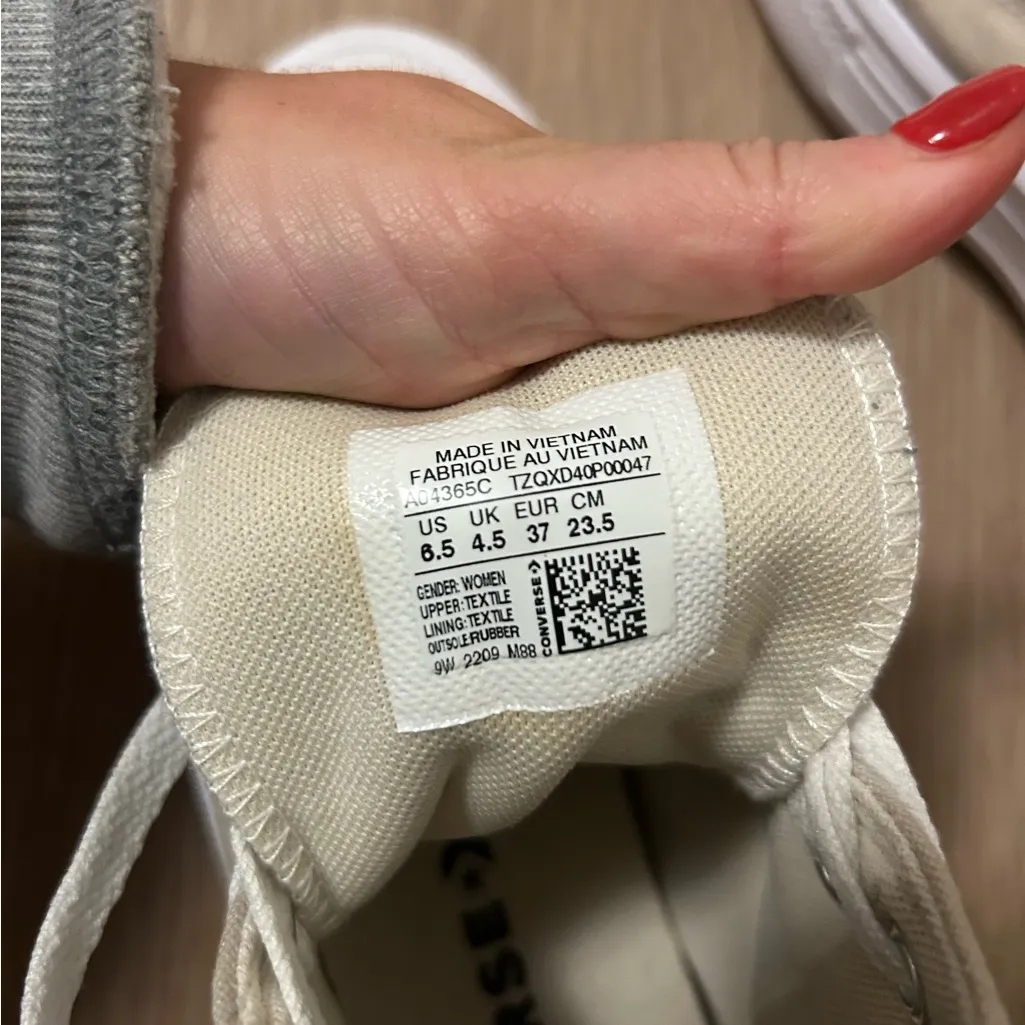 MADE IN VIETNAM
FABRIQUE AU VIETNAM
A04365C TZQXD40P00047
US UK EUR CM
6.5 4.5 37 23.5
GENDER: WOMEN
UPPER: TEXTILE
LINING: TEXTILE
OUTSOLE:RUBBER
9W 2209 M88
CONVERSE